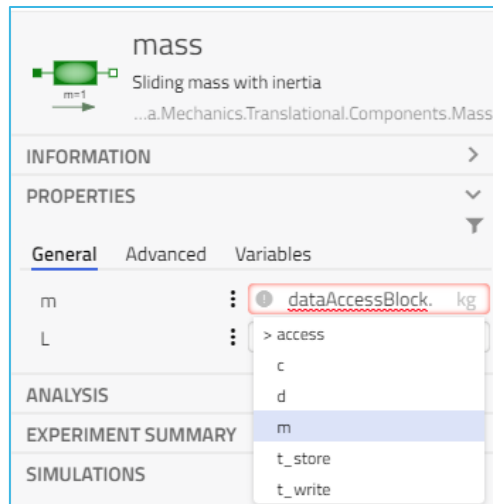 mass
Sliding mass with inertia
m=1
...a.Mechanics.Translational.Components.Mass
INFORMATION
PROPERTIES
General Advanced Variables
m dataAccessBlock. kg
L
> access
c
d
m
t_store
t_write
ANALYSIS
EXPERIMENT SUMMARY
SIMULATIONS